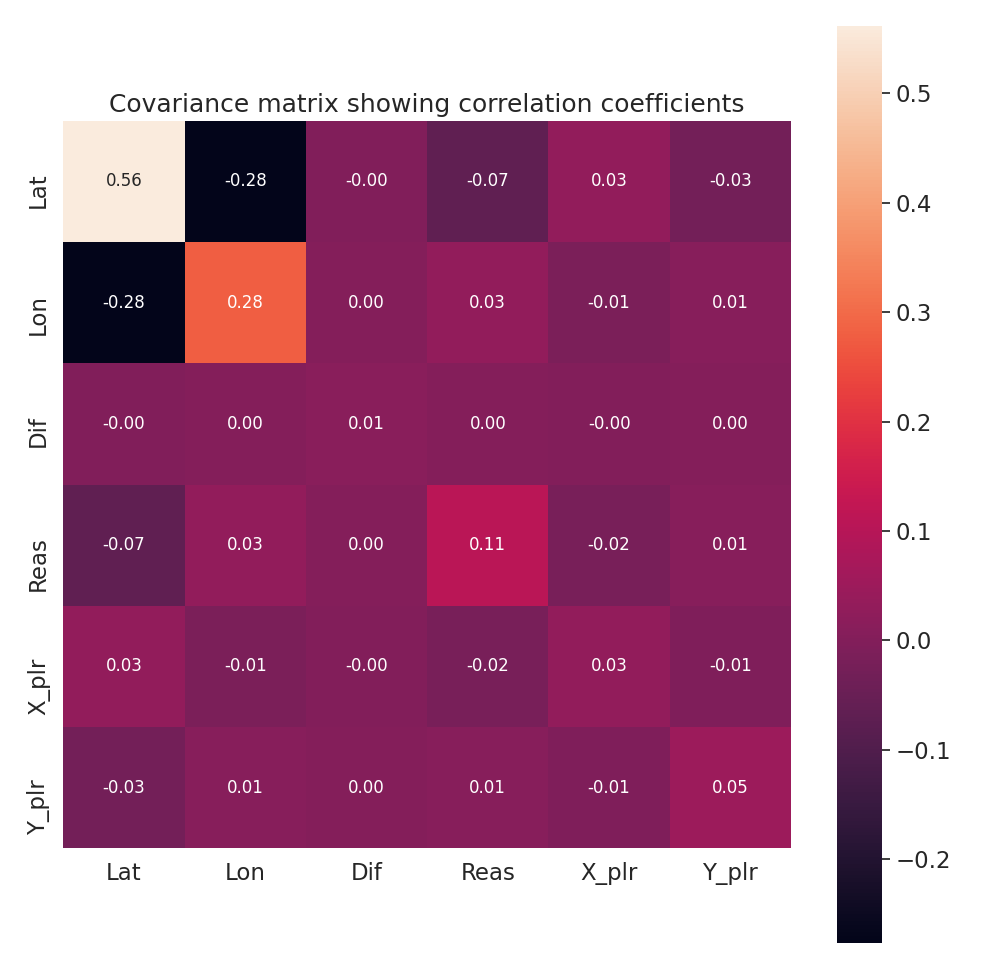 Covariance matrix showing correlation coefficients
0.5
Lat 0.56 -0.28 -0.00 -0.07 0.03 -0.03
0.4
Lon -0.28 0.28 0.00 0.03 -0.01 0.01
0.3
Dif -0.00 0.00 0.01 0.00 -0.00 0.00
0.2
Reas -0.07 0.03 0.00 0.11 -0.02 0.01
0.1
X_plr 0.03 -0.01 -0.00 -0.02 0.03 -0.01
0.0
−0.1
Y_plr -0.03 0.01 0.00 0.01 -0.01 0.05
−0.2
Lat Lon Dif Reas X_plr Y_plr